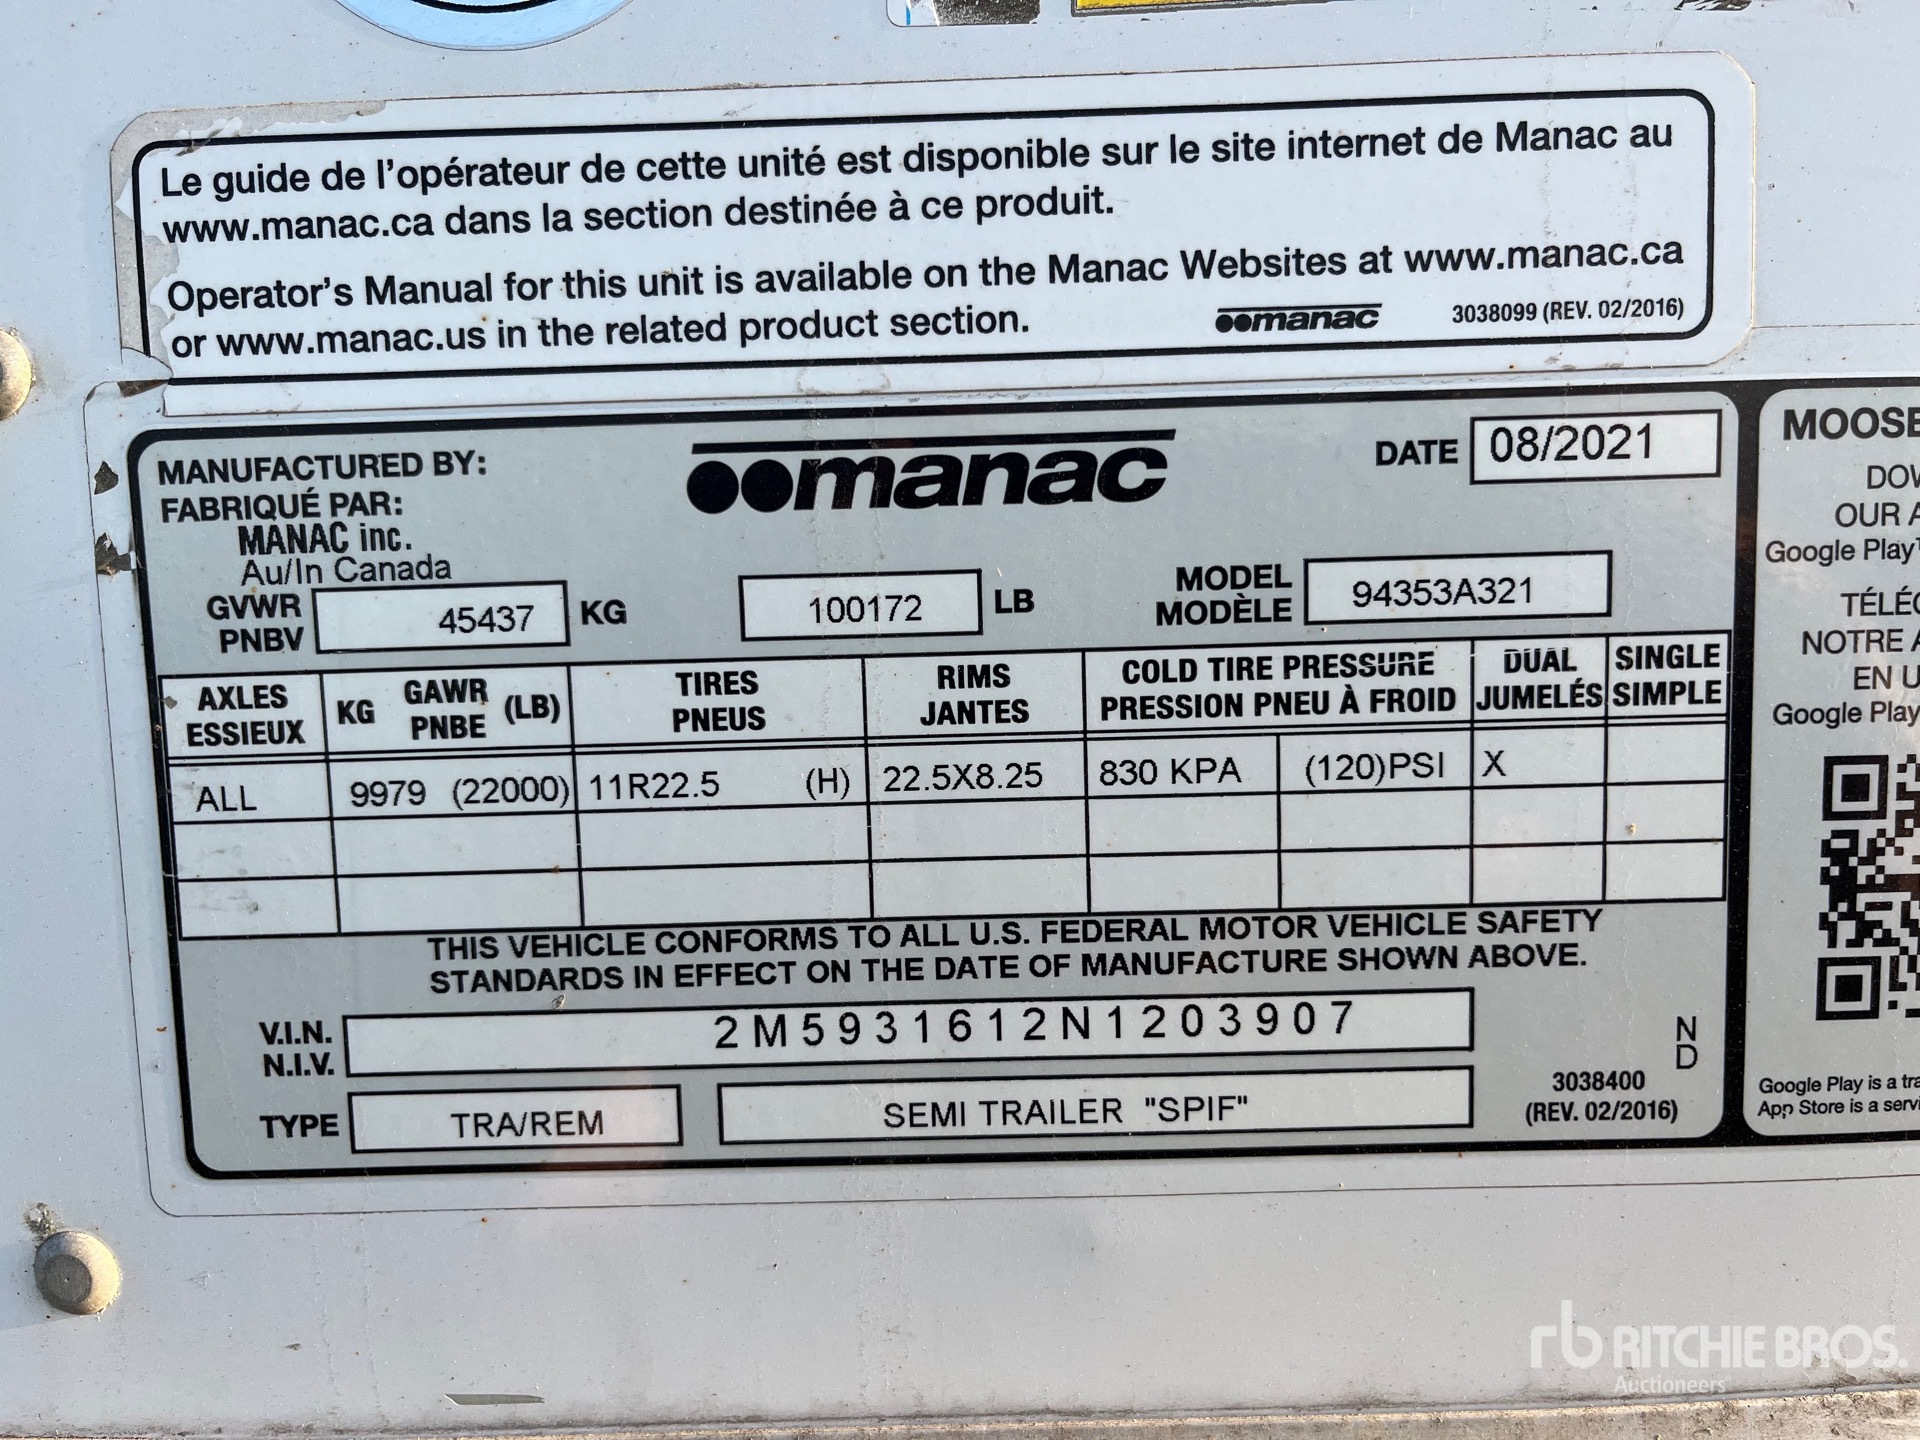 Le guide de l'opérateur de cette unité est disponible sur le site internet de Manac au
www.manac.ca dans la section destinée à ce produit.
Operator's Manual for this unit is available on the Manac Websites at www.manac.ca
or www.manac.us in the related product section.
manac 3038099 (REV. 02/2016)
MANUFACTURED BY:
FABRIQUÉ PAR:
MANAC inc.
Au/In Canada
manac
DATE 08/2021
GVWR
PNBV 45437 KG 100172 LB
MODEL
MODÈLE 94353A321
AXLES
ESSIEUX
KG GAWR
PNBE (LB)
TIRES
PNEUS
RIMS
JANTES
COLD TIRE PRESSURE
PRESSION PNEU À FROID
DUAL
JUMELÉS
SINGLE
SIMPLE
ALL 9979 (22000) 11R22.5 (H) 22.5X8.25 830 KPA (120)PSI X
THIS VEHICLE CONFORMS TO ALL U.S. FEDERAL MOTOR VEHICLE SAFETY
STANDARDS IN EFFECT ON THE DATE OF MANUFACTURE SHOWN ABOVE.
V.I.N.
N.I.V. 2M5931612N1203907
TYPE TRA/REM SEMI TRAILER "SPIF"
N
D
3038400
(REV. 02/2016)
MOOSE
OUR
Google Play
NOTRE
EN
Google Play
Google Play is a
App Store is a
rb RITCHIE BROS.
Auctioneers